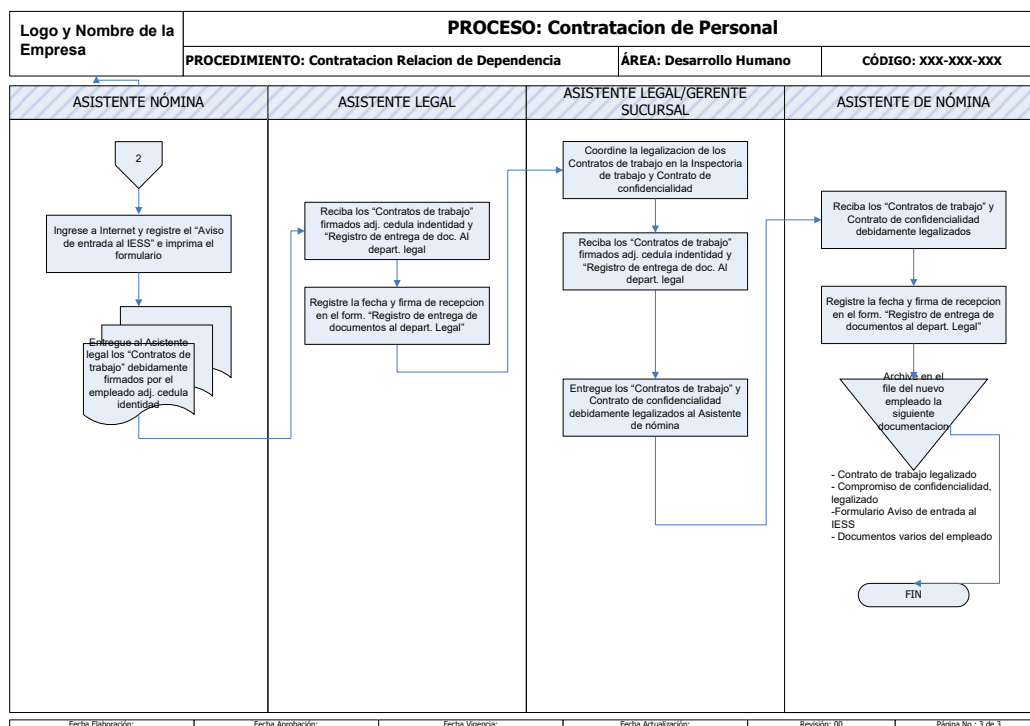 Logo y Nombre de la
Empresa
PROCESO: Contratacion de Personal
PROCEDIMIENTO: Contratacion Relacion de Dependencia
ÁREA: Desarrollo Humano
CÓDIGO: XXX-XXX-XXX
ASISTENTE NÓMINA
ASISTENTE LEGAL
ASISTENTE LEGAL/GERENTE
SUCURSAL
ASISTENTE DE NÓMINA
2
Ingrese a Internet y registre el “Aviso
de entrada al IESS” e imprima el
formulario
Entregue al Asistente
legal los “Contratos de
trabajo” debidamente
firmados por el
empleado adj. cedula
identidad
Reciba los “Contratos de trabajo”
firmados adj. cedula indentidad y
“Registro de entrega de doc. Al
depart. legal
Registre la fecha y firma de recepcion
en el form. “Registro de entrega de
documentos al depart. Legal”
Coordine la legalizacion de los
Contratos de trabajo en la Inspectoria
de trabajo y Contrato de
confidencialidad
Reciba los “Contratos de trabajo”
firmados adj. cedula indentidad y
“Registro de entrega de doc. Al
depart. legal
Entregue los “Contratos de trabajo” y
Contrato de confidencialidad
debidamente legalizados al Asistente
de nómina
Reciba los “Contratos de trabajo” y
Contrato de confidencialidad
debidamente legalizados
Registre la fecha y firma de recepcion
en el form. “Registro de entrega de
documentos al depart. Legal”
Archive en el
file del nuevo
empleado la
siguiente
documentacion
- Contrato de trabajo legalizado
- Compromiso de confidencialidad,
legalizado
-Formulario Aviso de entrada al
IESS
- Documentos varios del empleado
FIN
Fecha Elaboración:
Fecha Aprobación:
Fecha Vigencia:
Fecha Actualización:
Revisión: 00
Página No.: 3 de 3